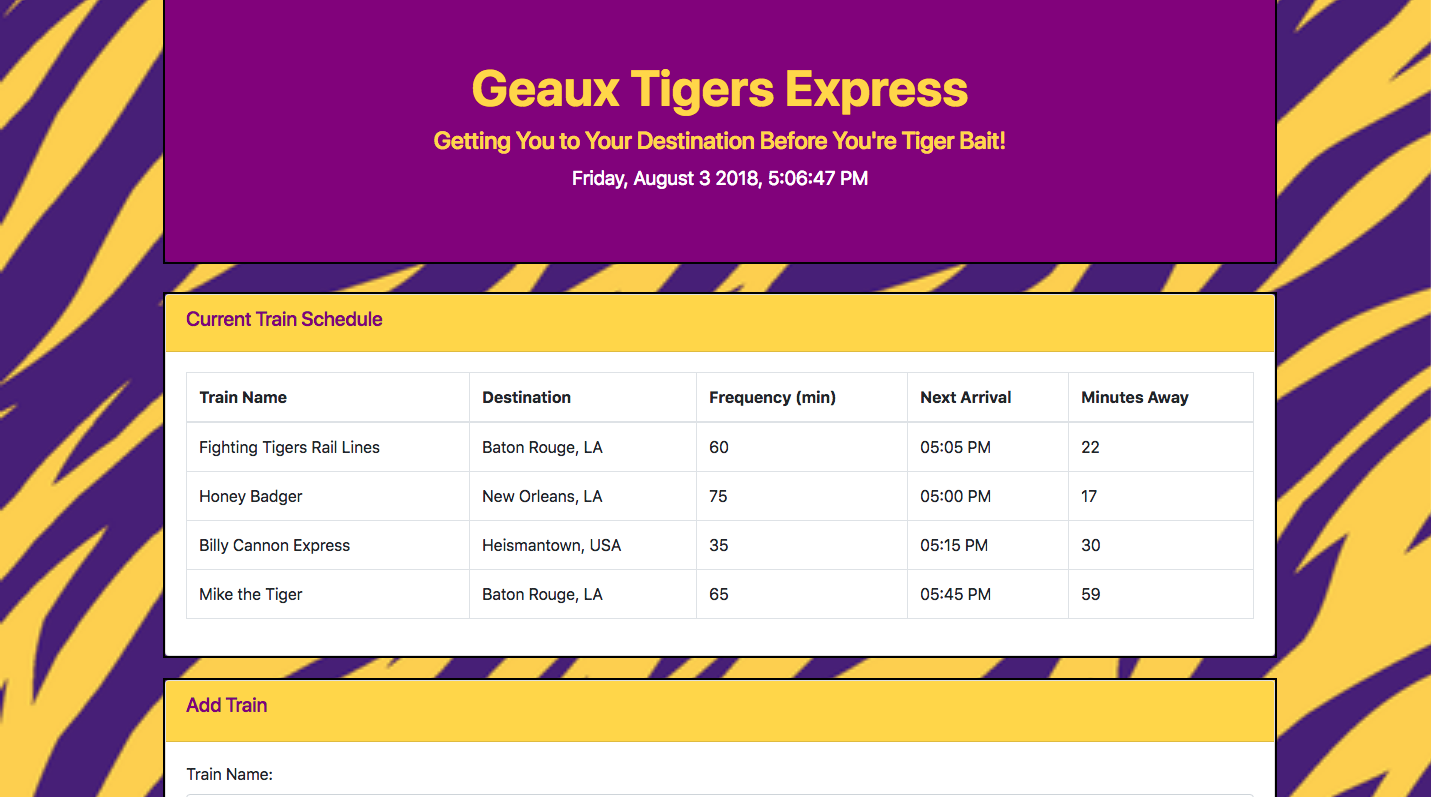 Geaux Tigers Express
Getting You to Your Destination Before You're Tiger Bait!
Friday, August 3 2018, 5:06:47 PM
Current Train Schedule
Train Name Destination Frequency (min) Next Arrival Minutes Away
Fighting Tigers Rail Lines Baton Rouge, LA 60 05:05 PM 22
Honey Badger New Orleans, LA 75 05:00 PM 17
Billy Cannon Express Heismantown, USA 35 05:15 PM 30
Mike the Tiger Baton Rouge, LA 65 05:45 PM 59
Add Train
Train Name: